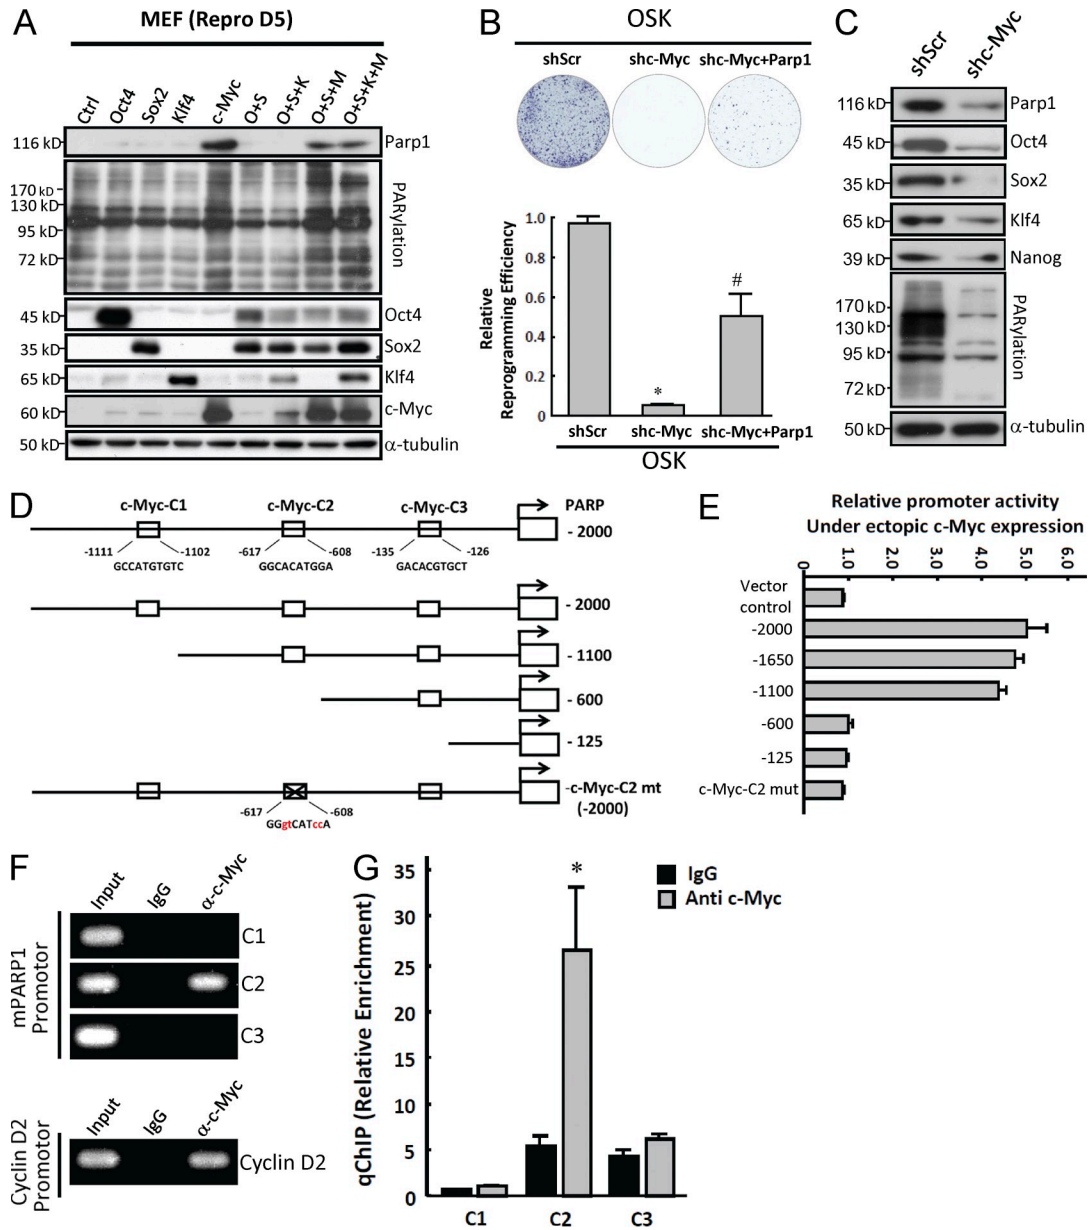 A
MEF (Repro D5)
Ctrl
Oct4
Sox2
Klf4
c-Myc
O+S
O+S+K
O+S+M
O+S+K+M
116 kD
Parp1
170 kD
130 kD
95 kD
72 kD
PARylation
45 kD
Oct4
35 kD
Sox2
65 kD
Klf4
60 kD
c-Myc
50 kD
α-tubulin
B
OSK
shScr shc-Myc shc-Myc+Parp1
Relative
Reprogramming Efficiency
1.0
0.8
0.6
0.4
0.2
0
*
#
shScr shc-Myc shc-Myc+Parp1
OSK
C
shScr
shc-Myc
116 kD
Parp1
45 kD
Oct4
35 kD
Sox2
65 kD
Klf4
39 kD
Nanog
170 kD
130 kD
95 kD
72 kD
PARylation
50 kD
α-tubulin
D
c-Myc-C1 c-Myc-C2 c-Myc-C3 PARP
- 2000
-1111 -1102 -617 -608 -135 -126
GCCATGTGTC GGCACATGGA GACACGTGCT
- 2000
- 1100
- 600
- 125
-c-Myc-C2 mt
(-2000)
-617 -608
GGgtCATccA
E
Relative promoter activity
Under ectopic c-Myc expression
0 1.0 2.0 3.0 4.0 5.0 6.0
Vector
control
-2000
-1650
-1100
-600
-125
c-Myc-C2 mut
F
Input
IgG
α-c-Myc
mPARP1
Promotor
C1
C2
C3
Input
IgG
α-c-Myc
Cyclin D2
Promotor
Cyclin D2
G
qChIP (Relative Enrichment)
35
30
25
20
15
10
5
0
*
IgG
Anti c-Myc
C1 C2 C3